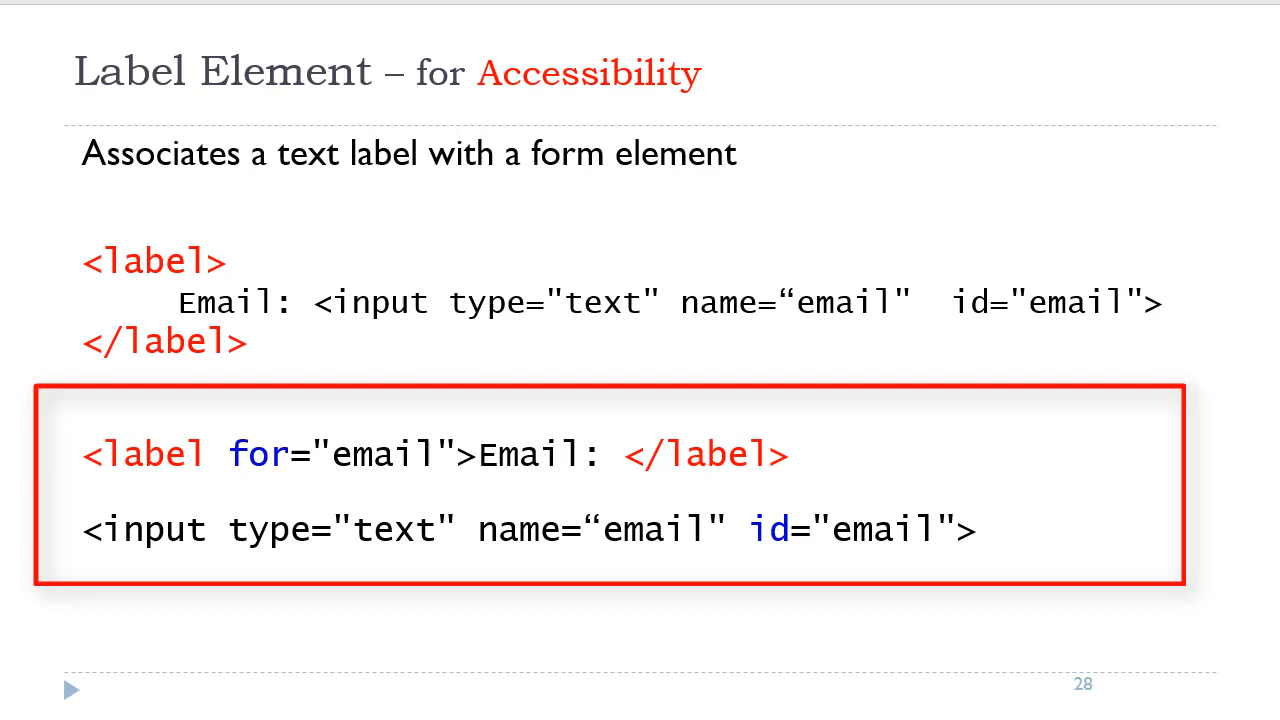 Label Element – for Accessibility
Associates a text label with a form element
<label>
Email: <input type="text" name=“email" id="email">
</label>
<label for="email">Email: </label>
<input type="text" name=“email" id="email">
28